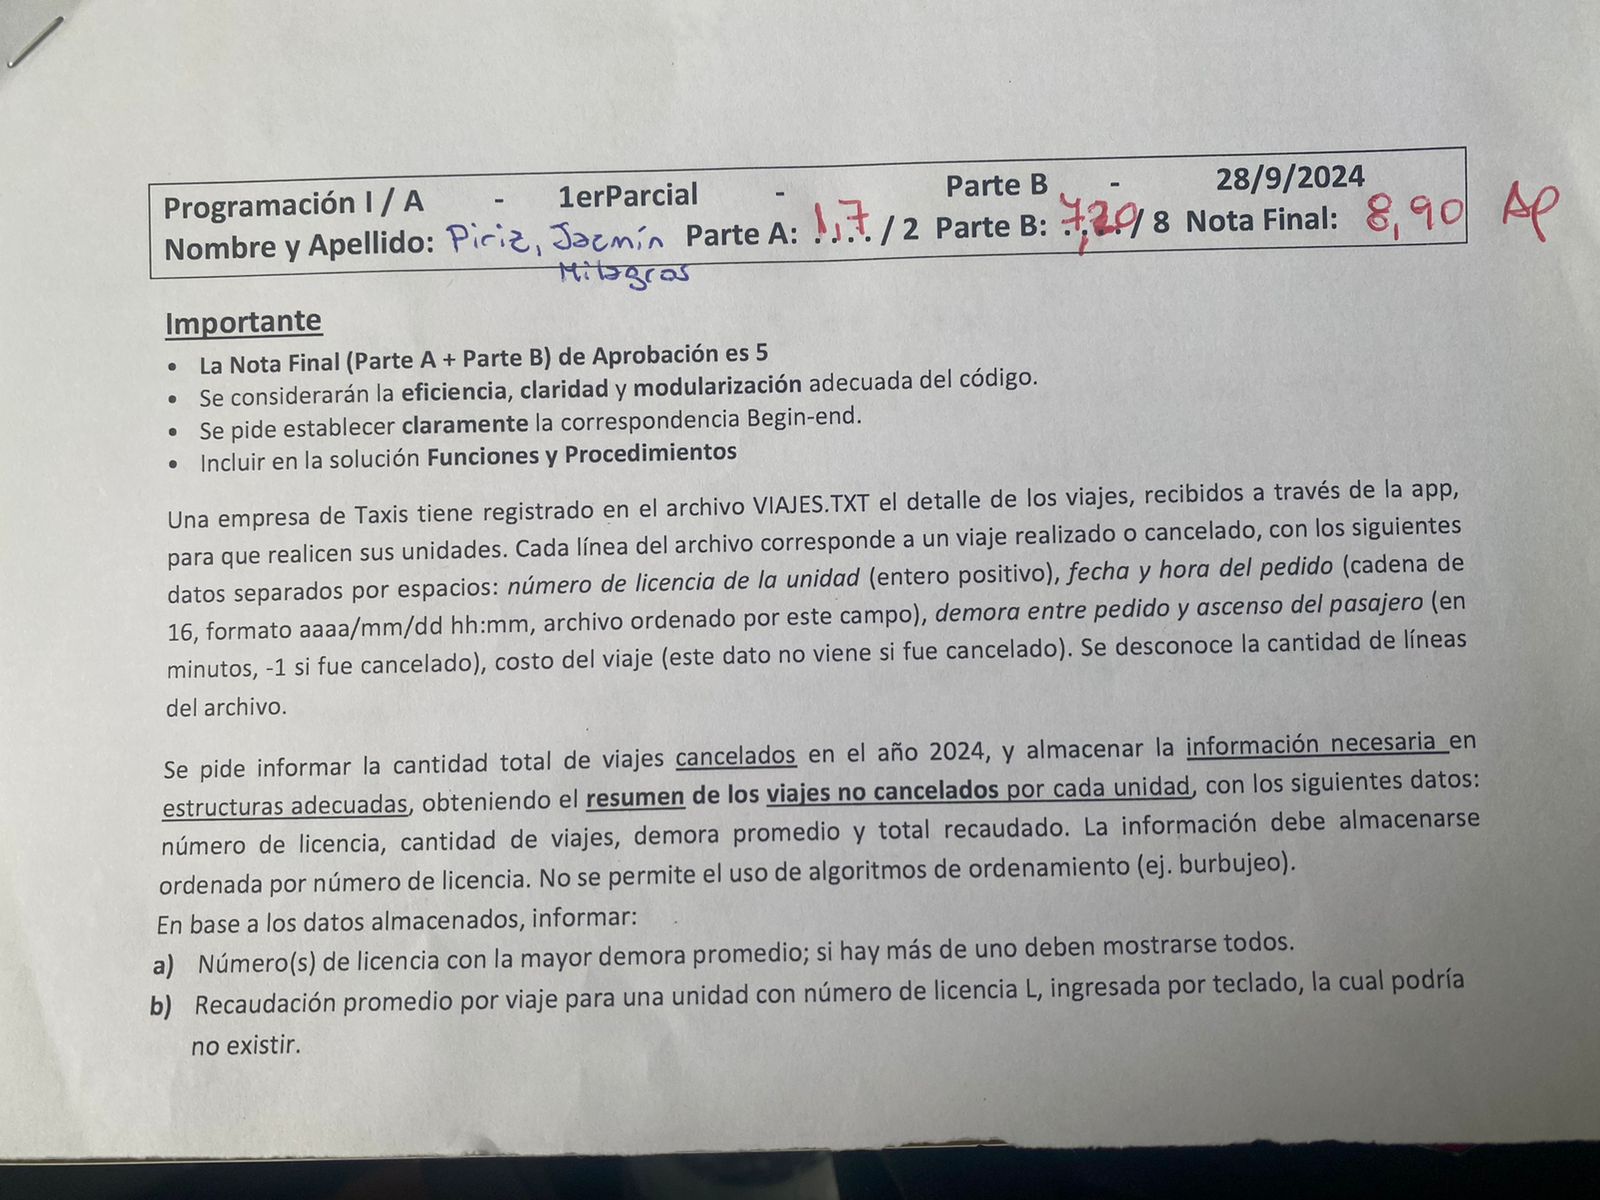 Programación I / A - 1erParcial - Parte B - 28/9/2024
Nombre y Apellido: Piriz, Jazmín Parte A: 1,7 / 2 Parte B: 7,20 / 8 Nota Final: 8,90 Ap
Milagros
Importante
• La Nota Final (Parte A + Parte B) de Aprobación es 5
• Se considerarán la eficiencia, claridad y modularización adecuada del código.
• Se pide establecer claramente la correspondencia Begin-end.
• Incluir en la solución Funciones y Procedimientos
Una empresa de Taxis tiene registrado en el archivo VIAJES.TXT el detalle de los viajes, recibidos a través de la app,
para que realicen sus unidades. Cada línea del archivo corresponde a un viaje realizado o cancelado, con los siguientes
datos separados por espacios: número de licencia de la unidad (entero positivo), fecha y hora del pedido (cadena de
16, formato aaaa/mm/dd hh:mm, archivo ordenado por este campo), demora entre pedido y ascenso del pasajero (en
minutos, -1 si fue cancelado), costo del viaje (este dato no viene si fue cancelado). Se desconoce la cantidad de líneas
del archivo.
Se pide informar la cantidad total de viajes cancelados en el año 2024, y almacenar la información necesaria en
estructuras adecuadas, obteniendo el resumen de los viajes no cancelados por cada unidad, con los siguientes datos:
número de licencia, cantidad de viajes, demora promedio y total recaudado. La información debe almacenarse
ordenada por número de licencia. No se permite el uso de algoritmos de ordenamiento (ej. burbujeo).
En base a los datos almacenados, informar:
a) Número(s) de licencia con la mayor demora promedio; si hay más de uno deben mostrarse todos.
b) Recaudación promedio por viaje para una unidad con número de licencia L, ingresada por teclado, la cual podría
no existir.